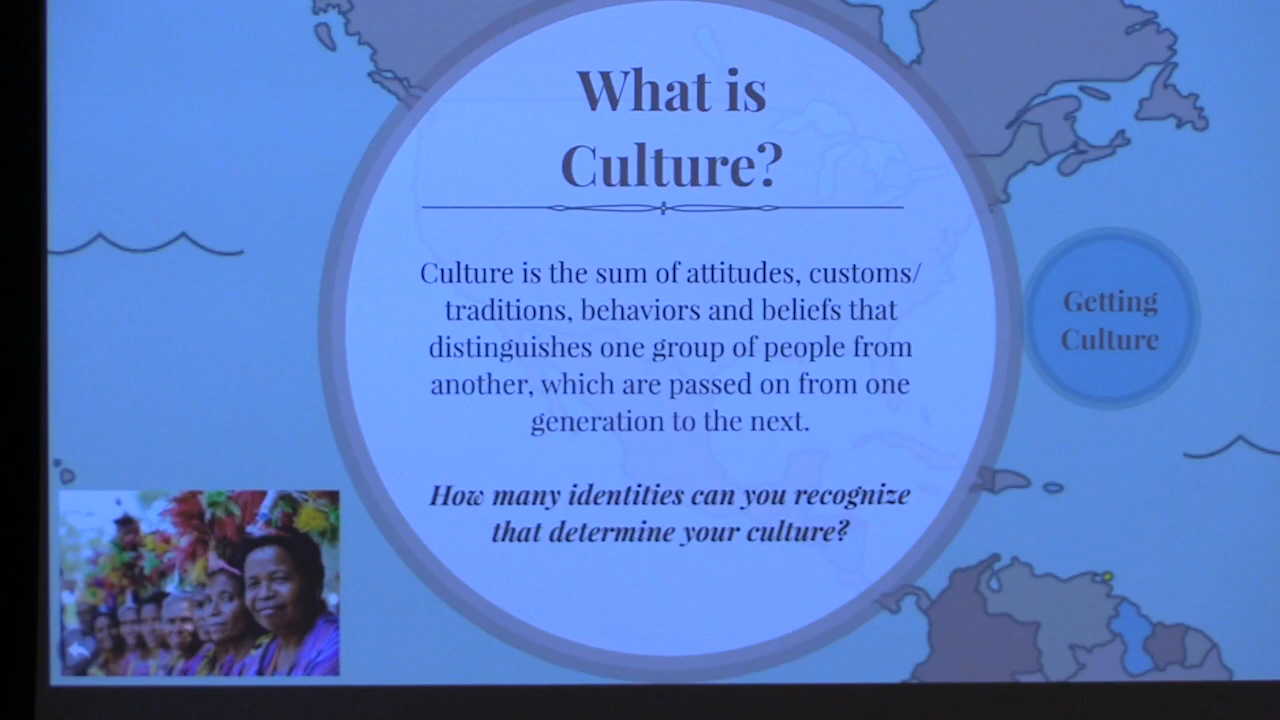 What is
Culture?
Culture is the sum of attitudes, customs/
traditions, behaviors and beliefs that
distinguishes one group of people from
another, which are passed on from one
generation to the next.
How many identities can you recognize
that determine your culture?
Getting
Culture